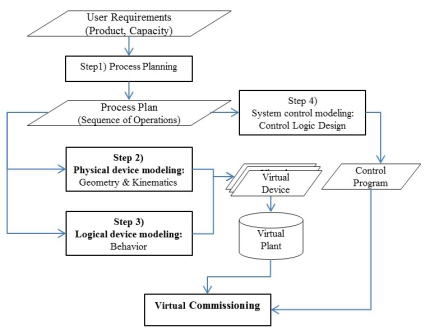 User Requirements
(Product, Capacity)
Step1) Process Planning
Process Plan
(Sequence of Operations)
Step 4)
System control modeling:
Control Logic Design
Step 2)
Physical device modeling:
Geometry & Kinematics
Virtual
Device
Control
Program
Step 3)
Logical device modeling:
Behavior
Virtual
Plant
Virtual Commissioning